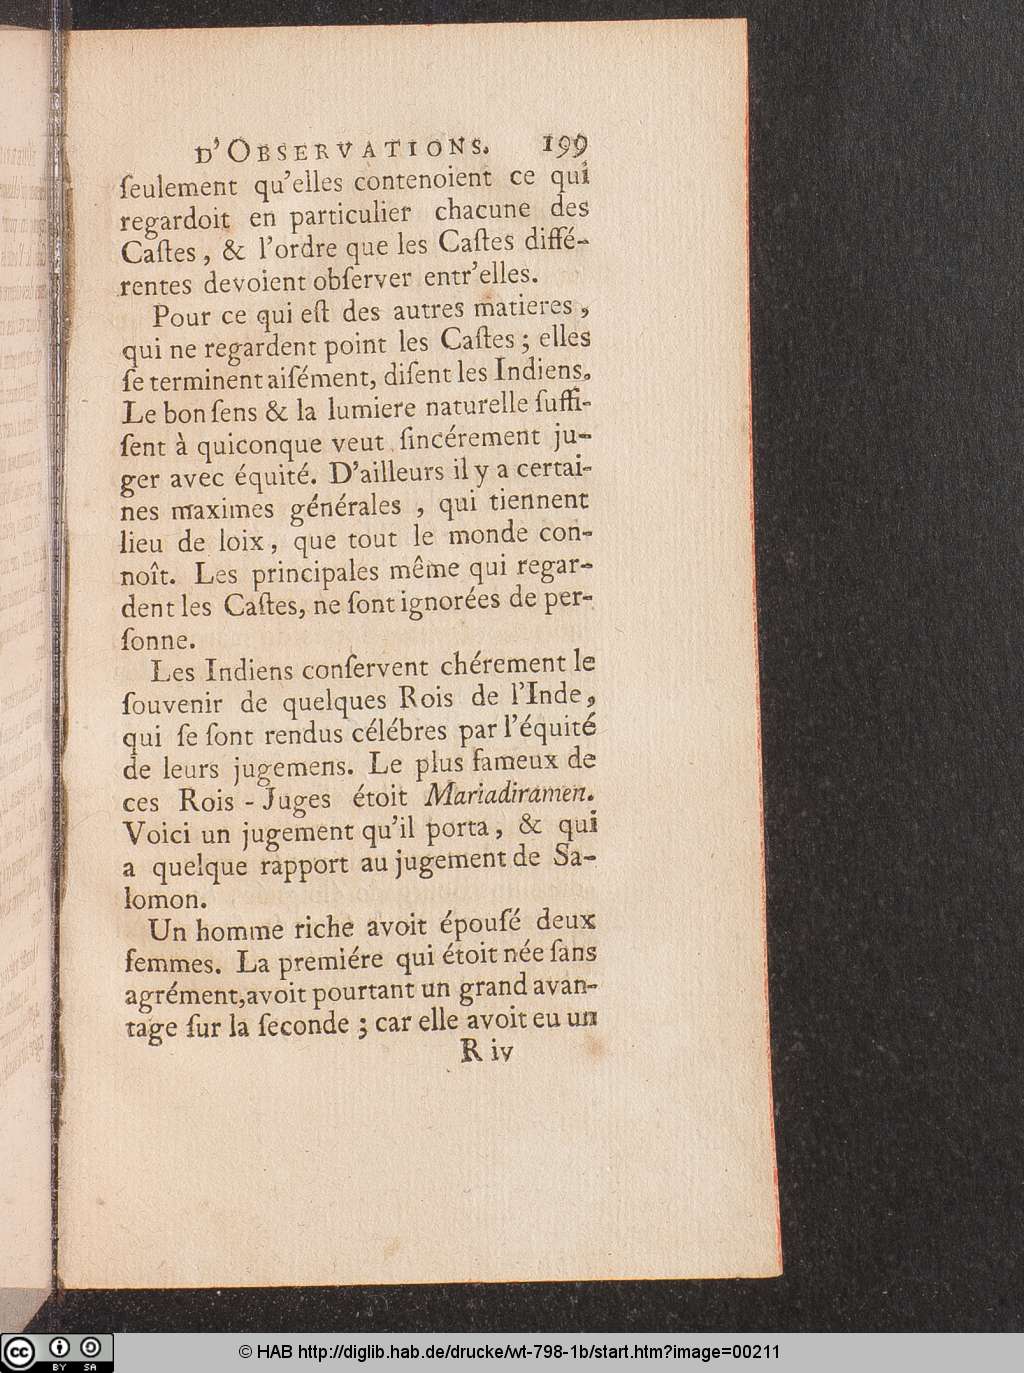 D'OBSERVATIONS. 199
ſeulement qu'elles contenoient ce qui
regardoit en particulier chacune des
Caſtes, & l'ordre que les Caſtes diffé-
rentes devoient obſerver entr'elles.
Pour ce qui eſt des autres matieres,
qui ne regardent point les Caſtes; elles
ſe terminent aiſément, diſent les Indiens.
Le bon ſens & la lumiere naturelle ſuffi-
ſent à quiconque veut ſincérement ju-
ger avec équité. D'ailleurs il y a certai-
nes maximes générales, qui tiennent
lieu de loix, que tout le monde con-
noît. Les principales même qui regar-
dent les Caſtes, ne ſont ignorées de per-
ſonne.
Les Indiens conſervent chérement le
ſouvenir de quelques Rois de l'Inde,
qui ſe ſont rendus célébres par l'équité
de leurs jugemens. Le plus fameux de
ces Rois-Juges étoit Mariadiramen.
Voici un jugement qu'il porta, & qui
a quelque rapport au jugement de Sa-
lomon.
Un homme riche avoit épouſé deux
femmes. La premiére qui étoit née ſans
agrément, avoit pourtant un grand avan-
tage ſur la ſeconde; car elle avoit eu un
R iv
cc BY SA
© HAB http://diglib.hab.de/drucke/wt-798-1b/start.htm?image=00211